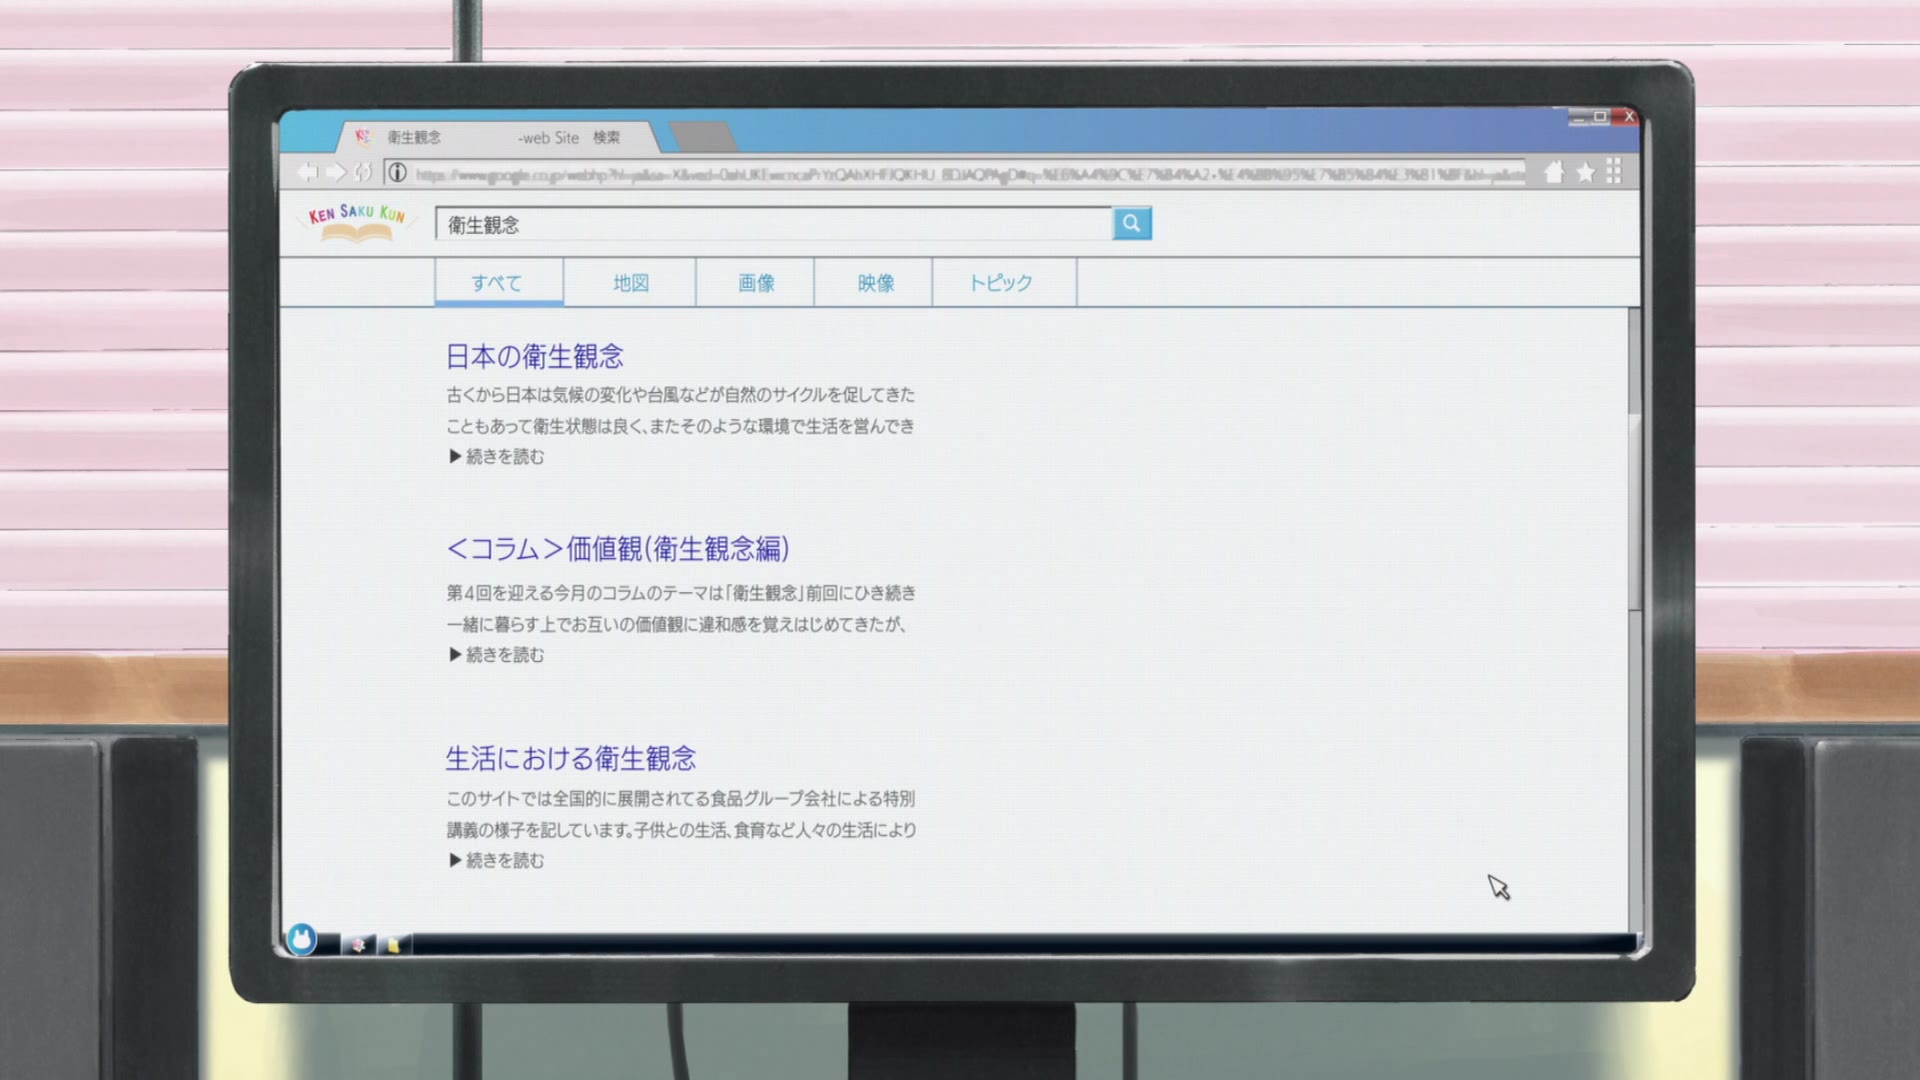 衛生観念 -web Site 検索
KEN SAKU KUN
衛生観念
すべて 地図 画像 映像 トピック
日本の衛生観念
古くから日本は気候の変化や台風などが自然のサイクルを促してきた
こともあって衛生状態は良く、またそのような環境で生活を営んでき
▶続きを読む
＜コラム＞価値観(衛生観念編)
第4回を迎える今月のコラムのテーマは「衛生観念」前回にひき続き
一緒に暮らす上でお互いの価値観に違和感を覚えはじめてきたが、
▶続きを読む
生活における衛生観念
このサイトでは全国的に展開されてる食品グループ会社による特別
講義の様子を記しています。子供との生活、食育など人々の生活により
▶続きを読む